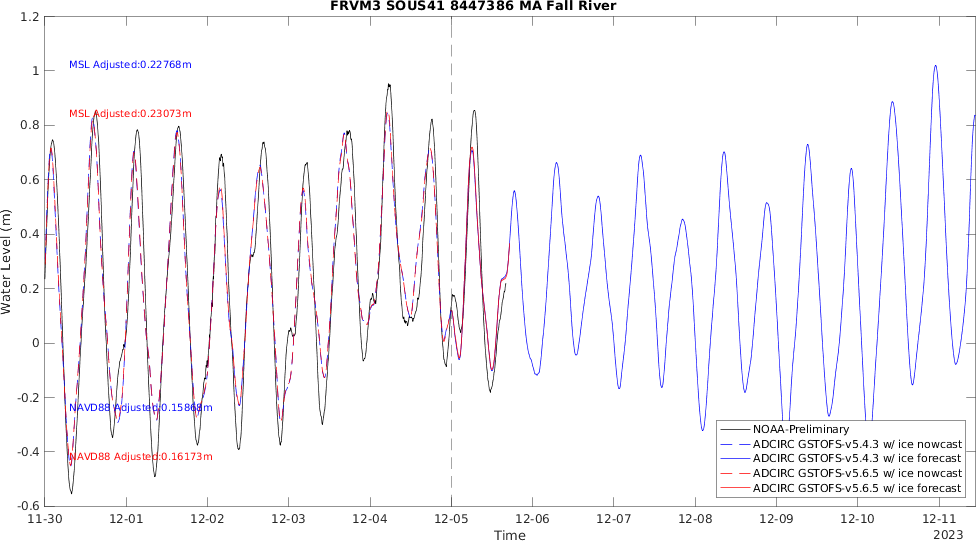 FRVM3 SOUS41 8447386 MA Fall River
1.2
1
0.8
0.6
0.4
0.2
0
-0.2
-0.4
-0.6
Water Level (m)
MSL Adjusted:0.22768m
MSL Adjusted:0.23073m
NAVD88 Adjusted:0.15868m
NAVD88 Adjusted:0.16173m
NOAA-Preliminary
ADCIRC GSTOFS-v5.4.3 w/ ice nowcast
ADCIRC GSTOFS-v5.4.3 w/ ice forecast
ADCIRC GSTOFS-v5.6.5 w/ ice nowcast
ADCIRC GSTOFS-v5.6.5 w/ ice forecast
11-30 12-01 12-02 12-03 12-04 12-05 12-06 12-07 12-08 12-09 12-10 12-11
Time
2023